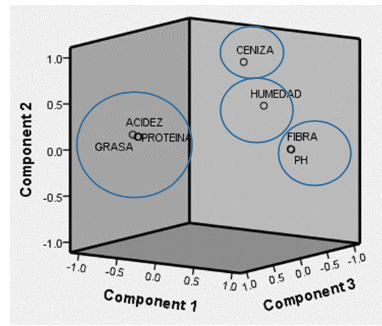 CENIZA
1.0
HUMEDAD
0.5
ACIDEZ
PROTEINA
FIBRA
GRASA
PH
0.0
-0.5
-1.0
Component 2
-1.0 -0.5 0.0 0.5 1.0
Component 1
1.0 0.5 0.0 -0.5 -1.0
Component 3